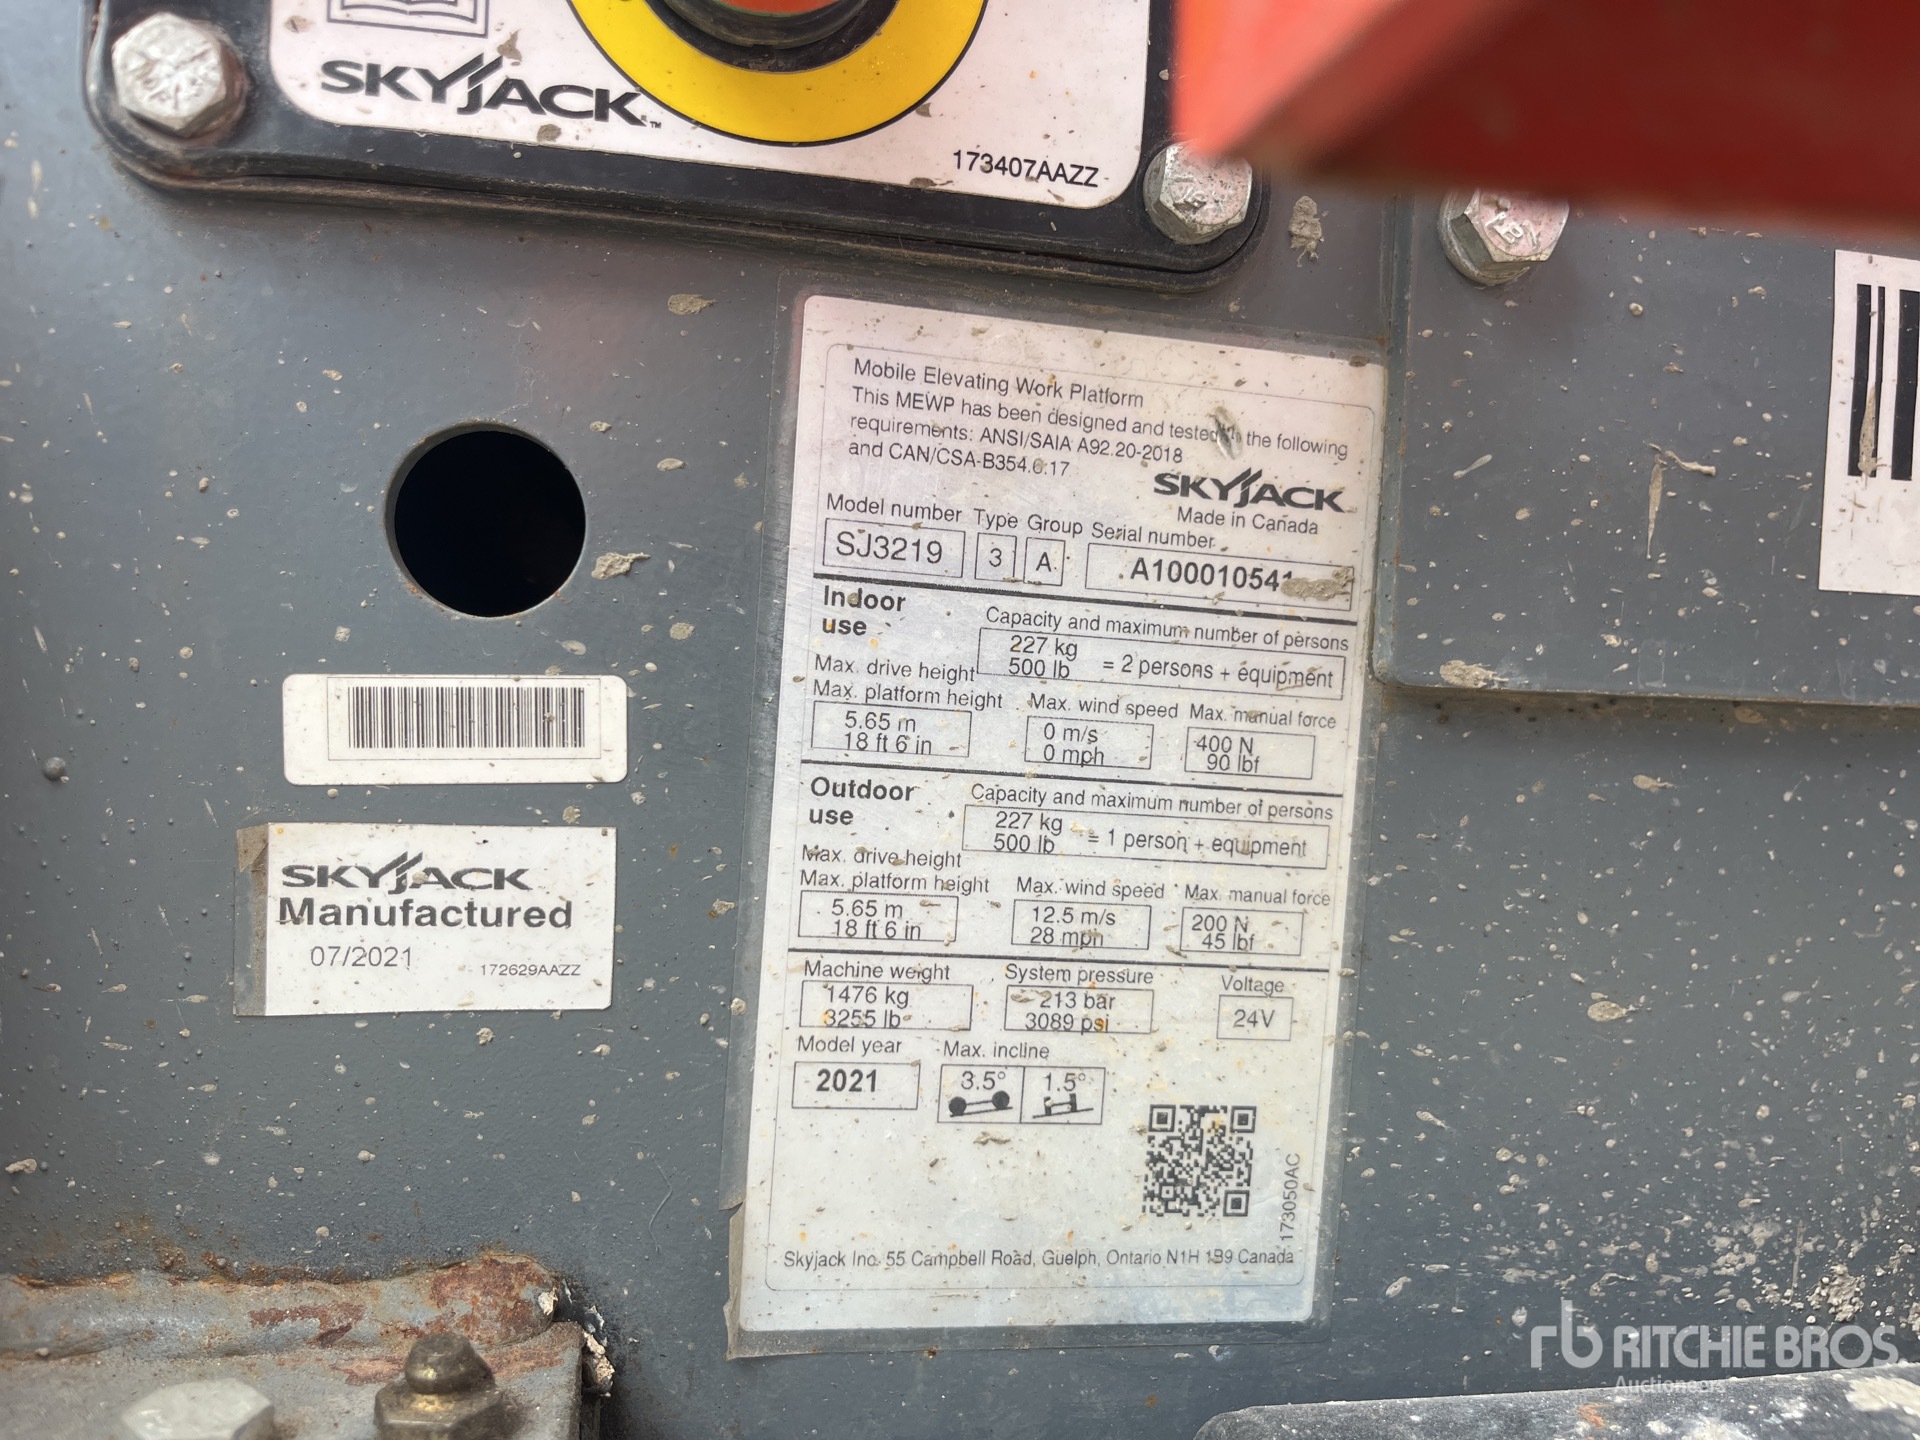 SKYJACK™
173407AAZZ
Mobile Elevating Work Platform
This MEWP has been designed and tested the following
requirements: ANSI/SAIA A92.20-2018
and CAN/CSA-B354.6:17
SKYJACK
Made in Canada
Model number Type Group Serial number
SJ3219 3 A
Indoor
use
Capacity and maximum number of persons
227 kg
500 lb = 2 persons + equipment
Max. drive height
Max. platform height Max. wind speed Max. manual force
5.65 m 0 m/s 400 N
18 ft 6 in 0 mph 90 lbf
Outdoor
use
Capacity and maximum number of persons
227 kg
500 lb = 1 person + equipment
Max. drive height
Max. platform height Max. wind speed Max. manual force
5.65 m 12.5 m/s 200 N
18 ft 6 in 28 mph 45 lbf
Machine weight System pressure Voltage
1476 kg 213 bar 24V
3255 lb 3089 psi
Model year Max. incline
2021 3.5° 1.5°
173050AC
Skyjack Inc. 55 Campbell Road, Guelph, Ontario N1H 1B9 Canada
SKYJACK
Manufactured
07/2021 172629AAZZ
rb RITCHIE BROS
Auctioneers